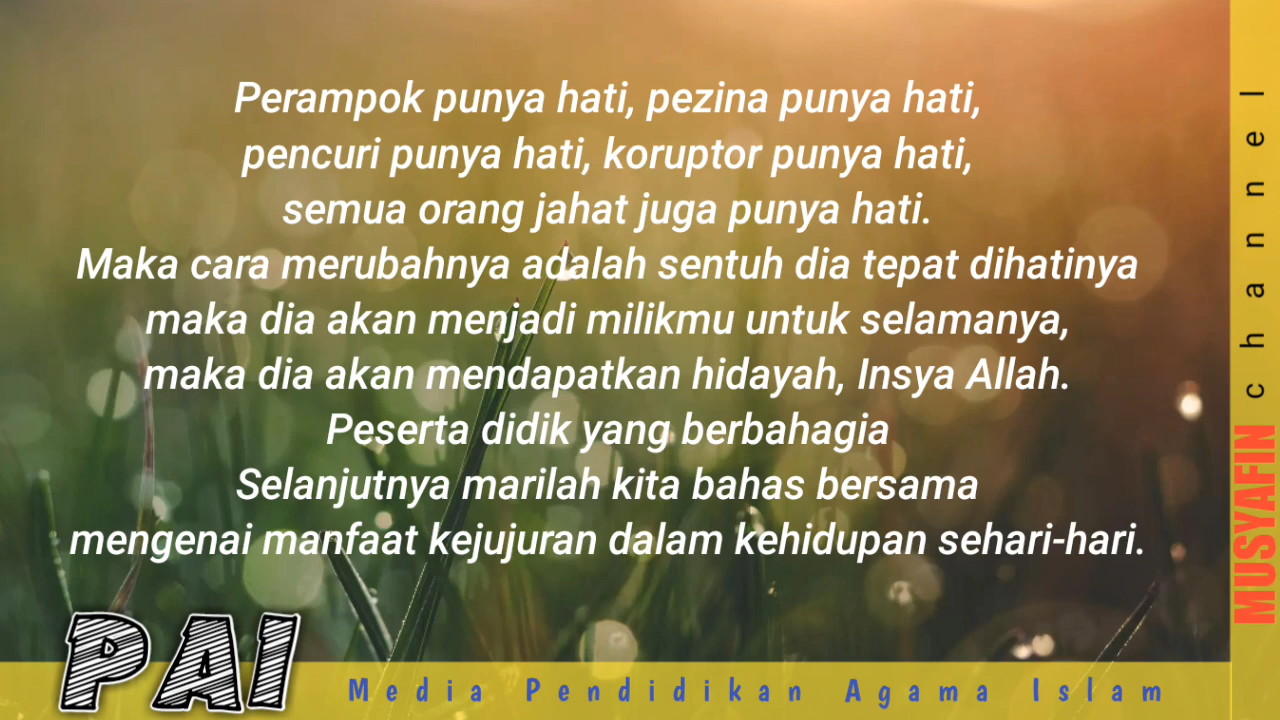 Perampok punya hati, pezina punya hati,
pencuri punya hati, koruptor punya hati,
semua orang jahat juga punya hati.
Maka cara merubahnya adalah sentuh dia tepat dihatinya
maka dia akan menjadi milikmu untuk selamanya,
maka dia akan mendapatkan hidayah, Insya Allah.
Peserta didik yang berbahagia
Selanjutnya marilah kita bahas bersama
mengenai manfaat kejujuran dalam kehidupan sehari-hari.
PAI
Media Pendidikan Agama Islam
MUSYAFIN channel